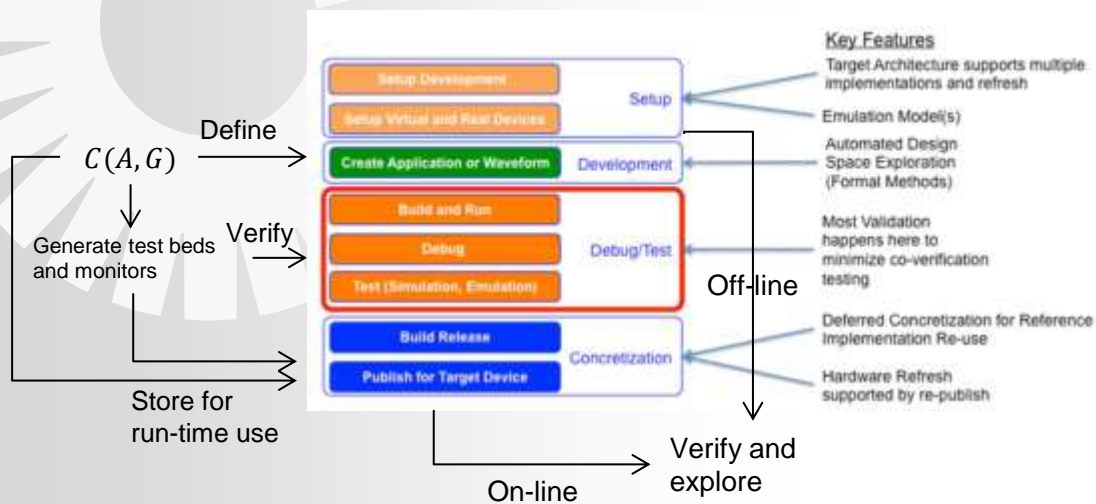 Key Features
Target Architecture supports multiple
implementations and refresh
Setup Development
Setup
Setup Virtual and Real Devices
Emulation Model(s)
Define
C(A, G)
Create Application or Waveform
Development
Automated Design
Space Exploration
(Formal Methods)
Build and Run
Generate test beds
and monitors
Verify
Debug
Debug/Test
Most Validation
happens here to
minimize co-verification
testing
Test (Simulation, Emulation)
Off-line
Build Release
Concretization
Deferred Concretization for Reference
Implementation Re-use
Publish for Target Device
Hardware Refresh
supported by re-publish
Store for
run-time use
Verify and
explore
On-line